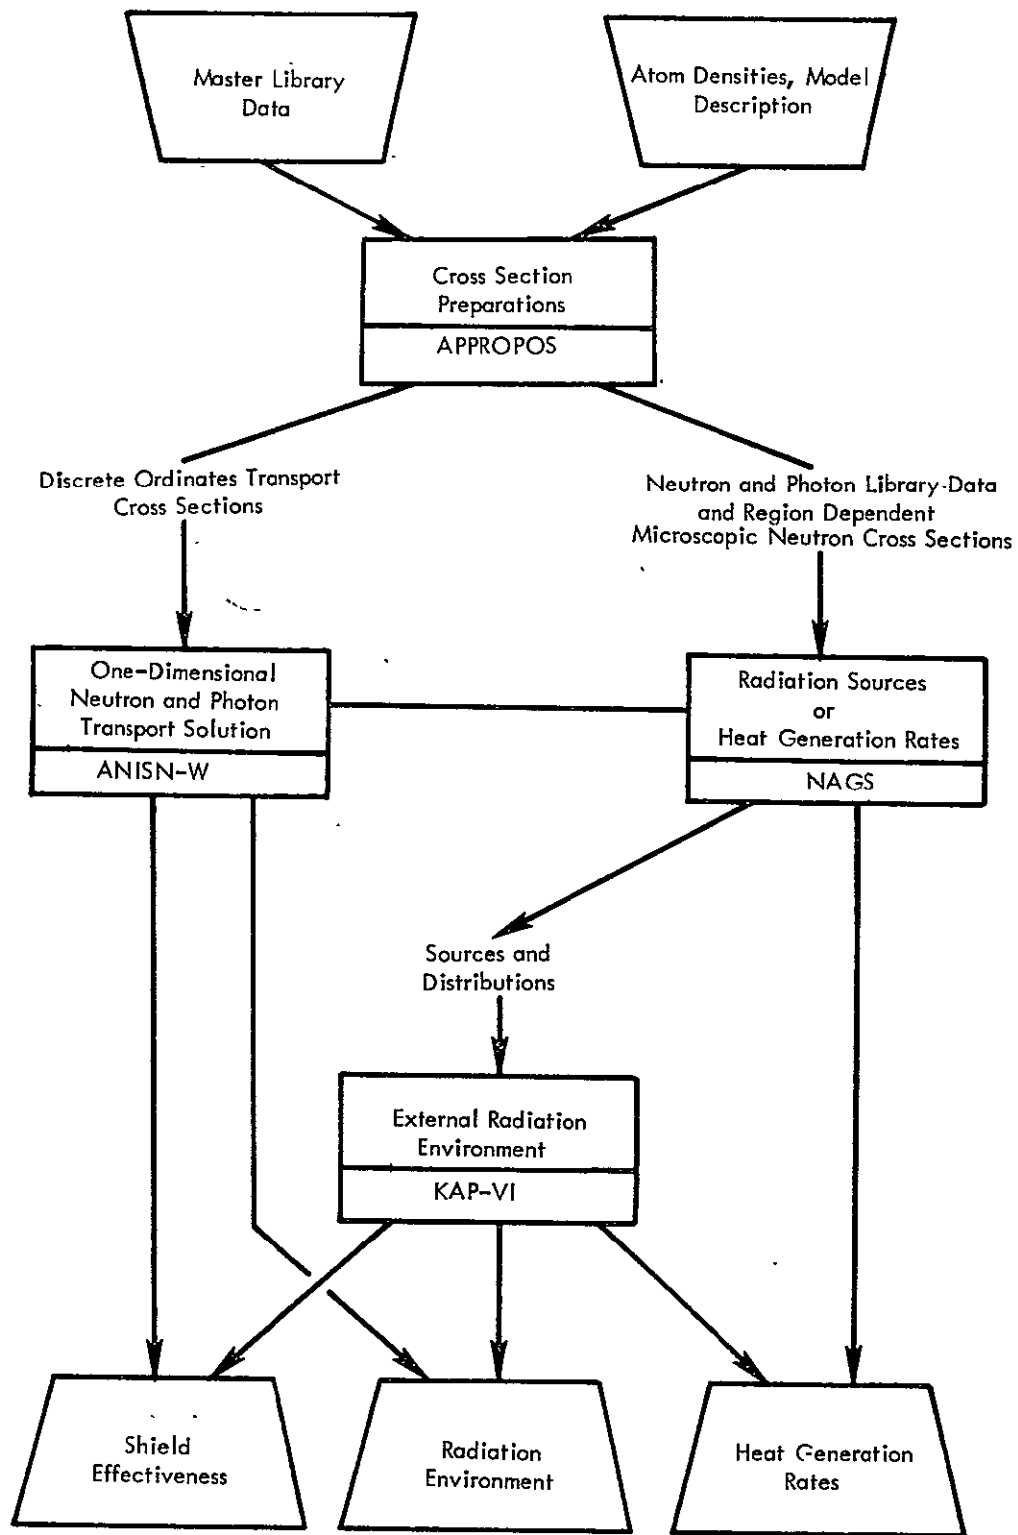 Master Library
Data
Atom Densities, Model
Description
Cross Section
Preparations
APPROPOS
Discrete Ordinates Transport
Cross Sections
Neutron and Photon Library-Data
and Region Dependent
Microscopic Neutron Cross Sections
One-Dimensional
Neutron and Photon
Transport Solution
ANISN-W
Radiation Sources
or
Heat Generation Rates
NAGS
Sources and
Distributions
External Radiation
Environment
KAP-VI
Shield
Effectiveness
Radiation
Environment
Heat Generation
Rates